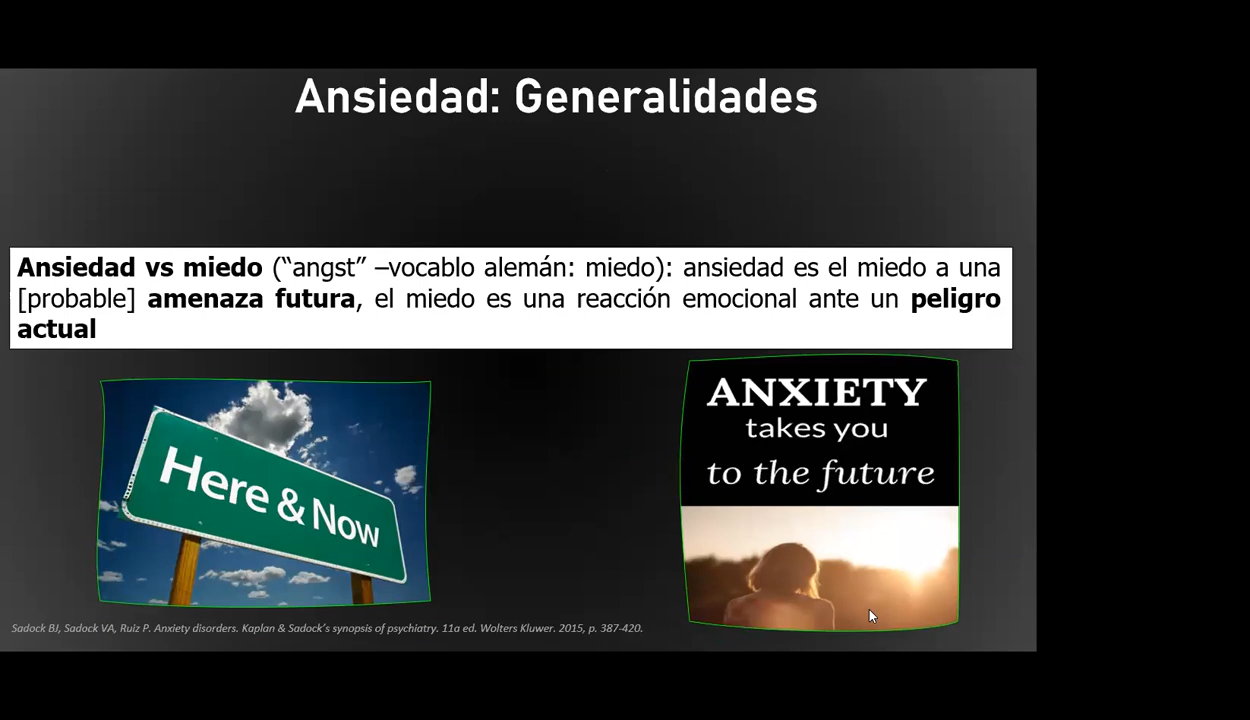 Ansiedad: Generalidades
Ansiedad vs miedo (“angst” –vocablo alemán: miedo): ansiedad es el miedo a una
[probable] amenaza futura, el miedo es una reacción emocional ante un peligro
actual
Here & Now
ANXIETY
takes you
to the future
Sadock BJ, Sadock VA, Ruiz P. Anxiety disorders. Kaplan & Sadock’s synopsis of psychiatry. 11a ed. Wolters Kluwer. 2015, p. 387-420.